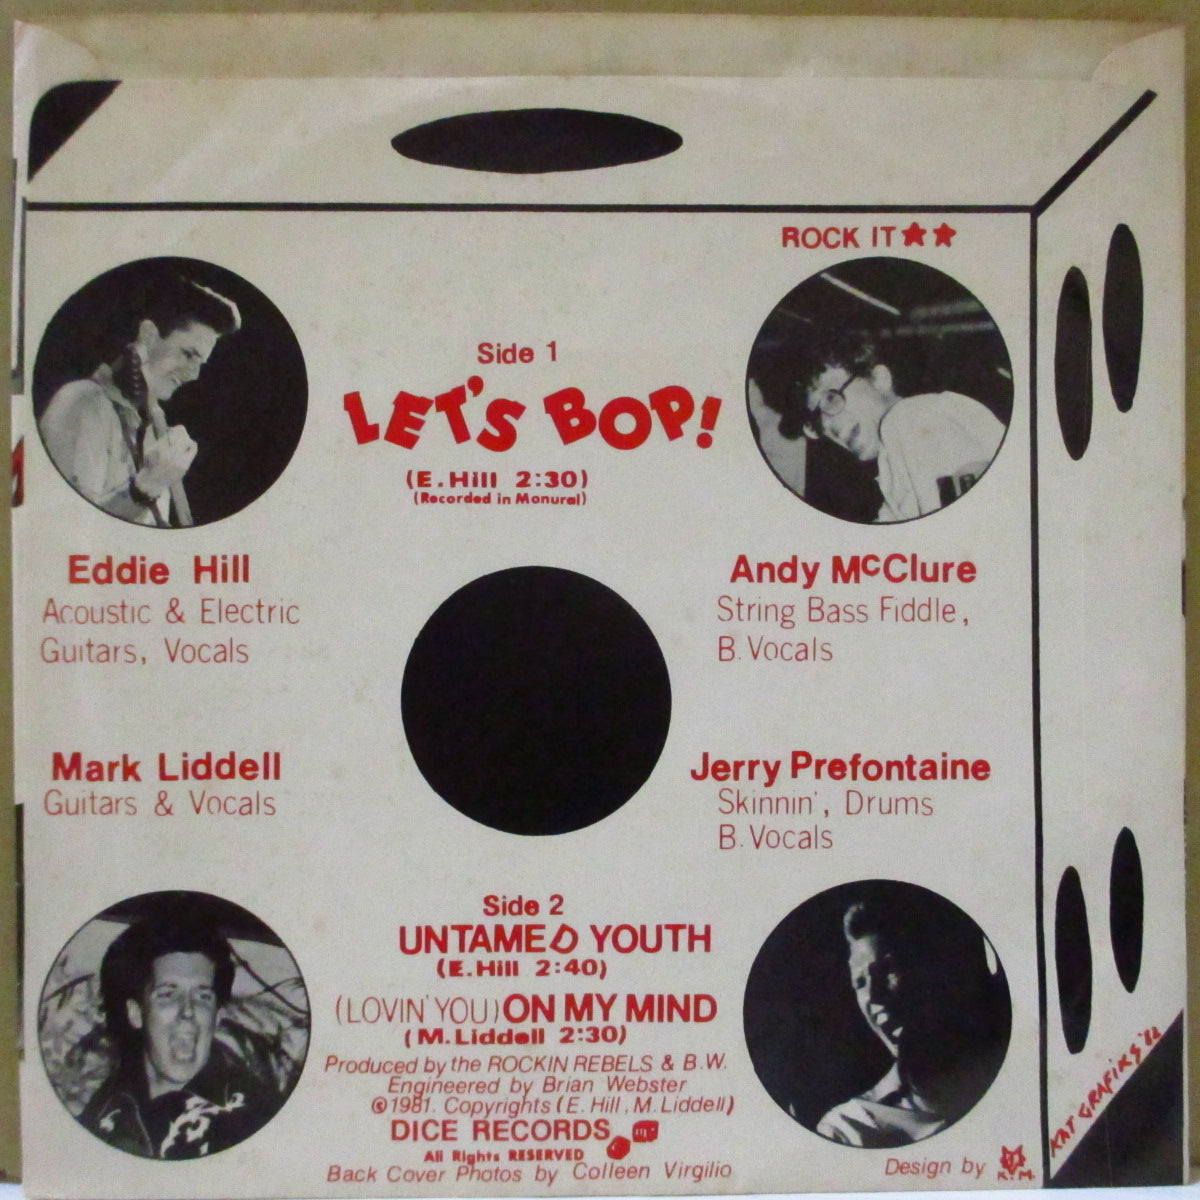 ROCK IT
Side 1
LET'S BOP!
(E. Hill 2:30)
(Recorded in Monural)
Eddie Hill
Acoustic & Electric
Guitars, Vocals
Andy McClure
String Bass Fiddle,
B. Vocals
Mark Liddell
Guitars & Vocals
Jerry Prefontaine
Skinnin', Drums
B. Vocals
Side 2
UNTAMED YOUTH
(E. Hill 2:40)
(LOVIN' YOU) ON MY MIND
(M. Liddell 2:30)
Produced by the ROCKIN REBELS & B.W.
Engineered by Brian Webster
©1981. Copyrights (E. Hill, M. Liddell)
DICE RECORDS
All Rights RESERVED
Back Cover Photos by Colleen Virgilio
Design by K.M.
KAT GRAFIKS '82